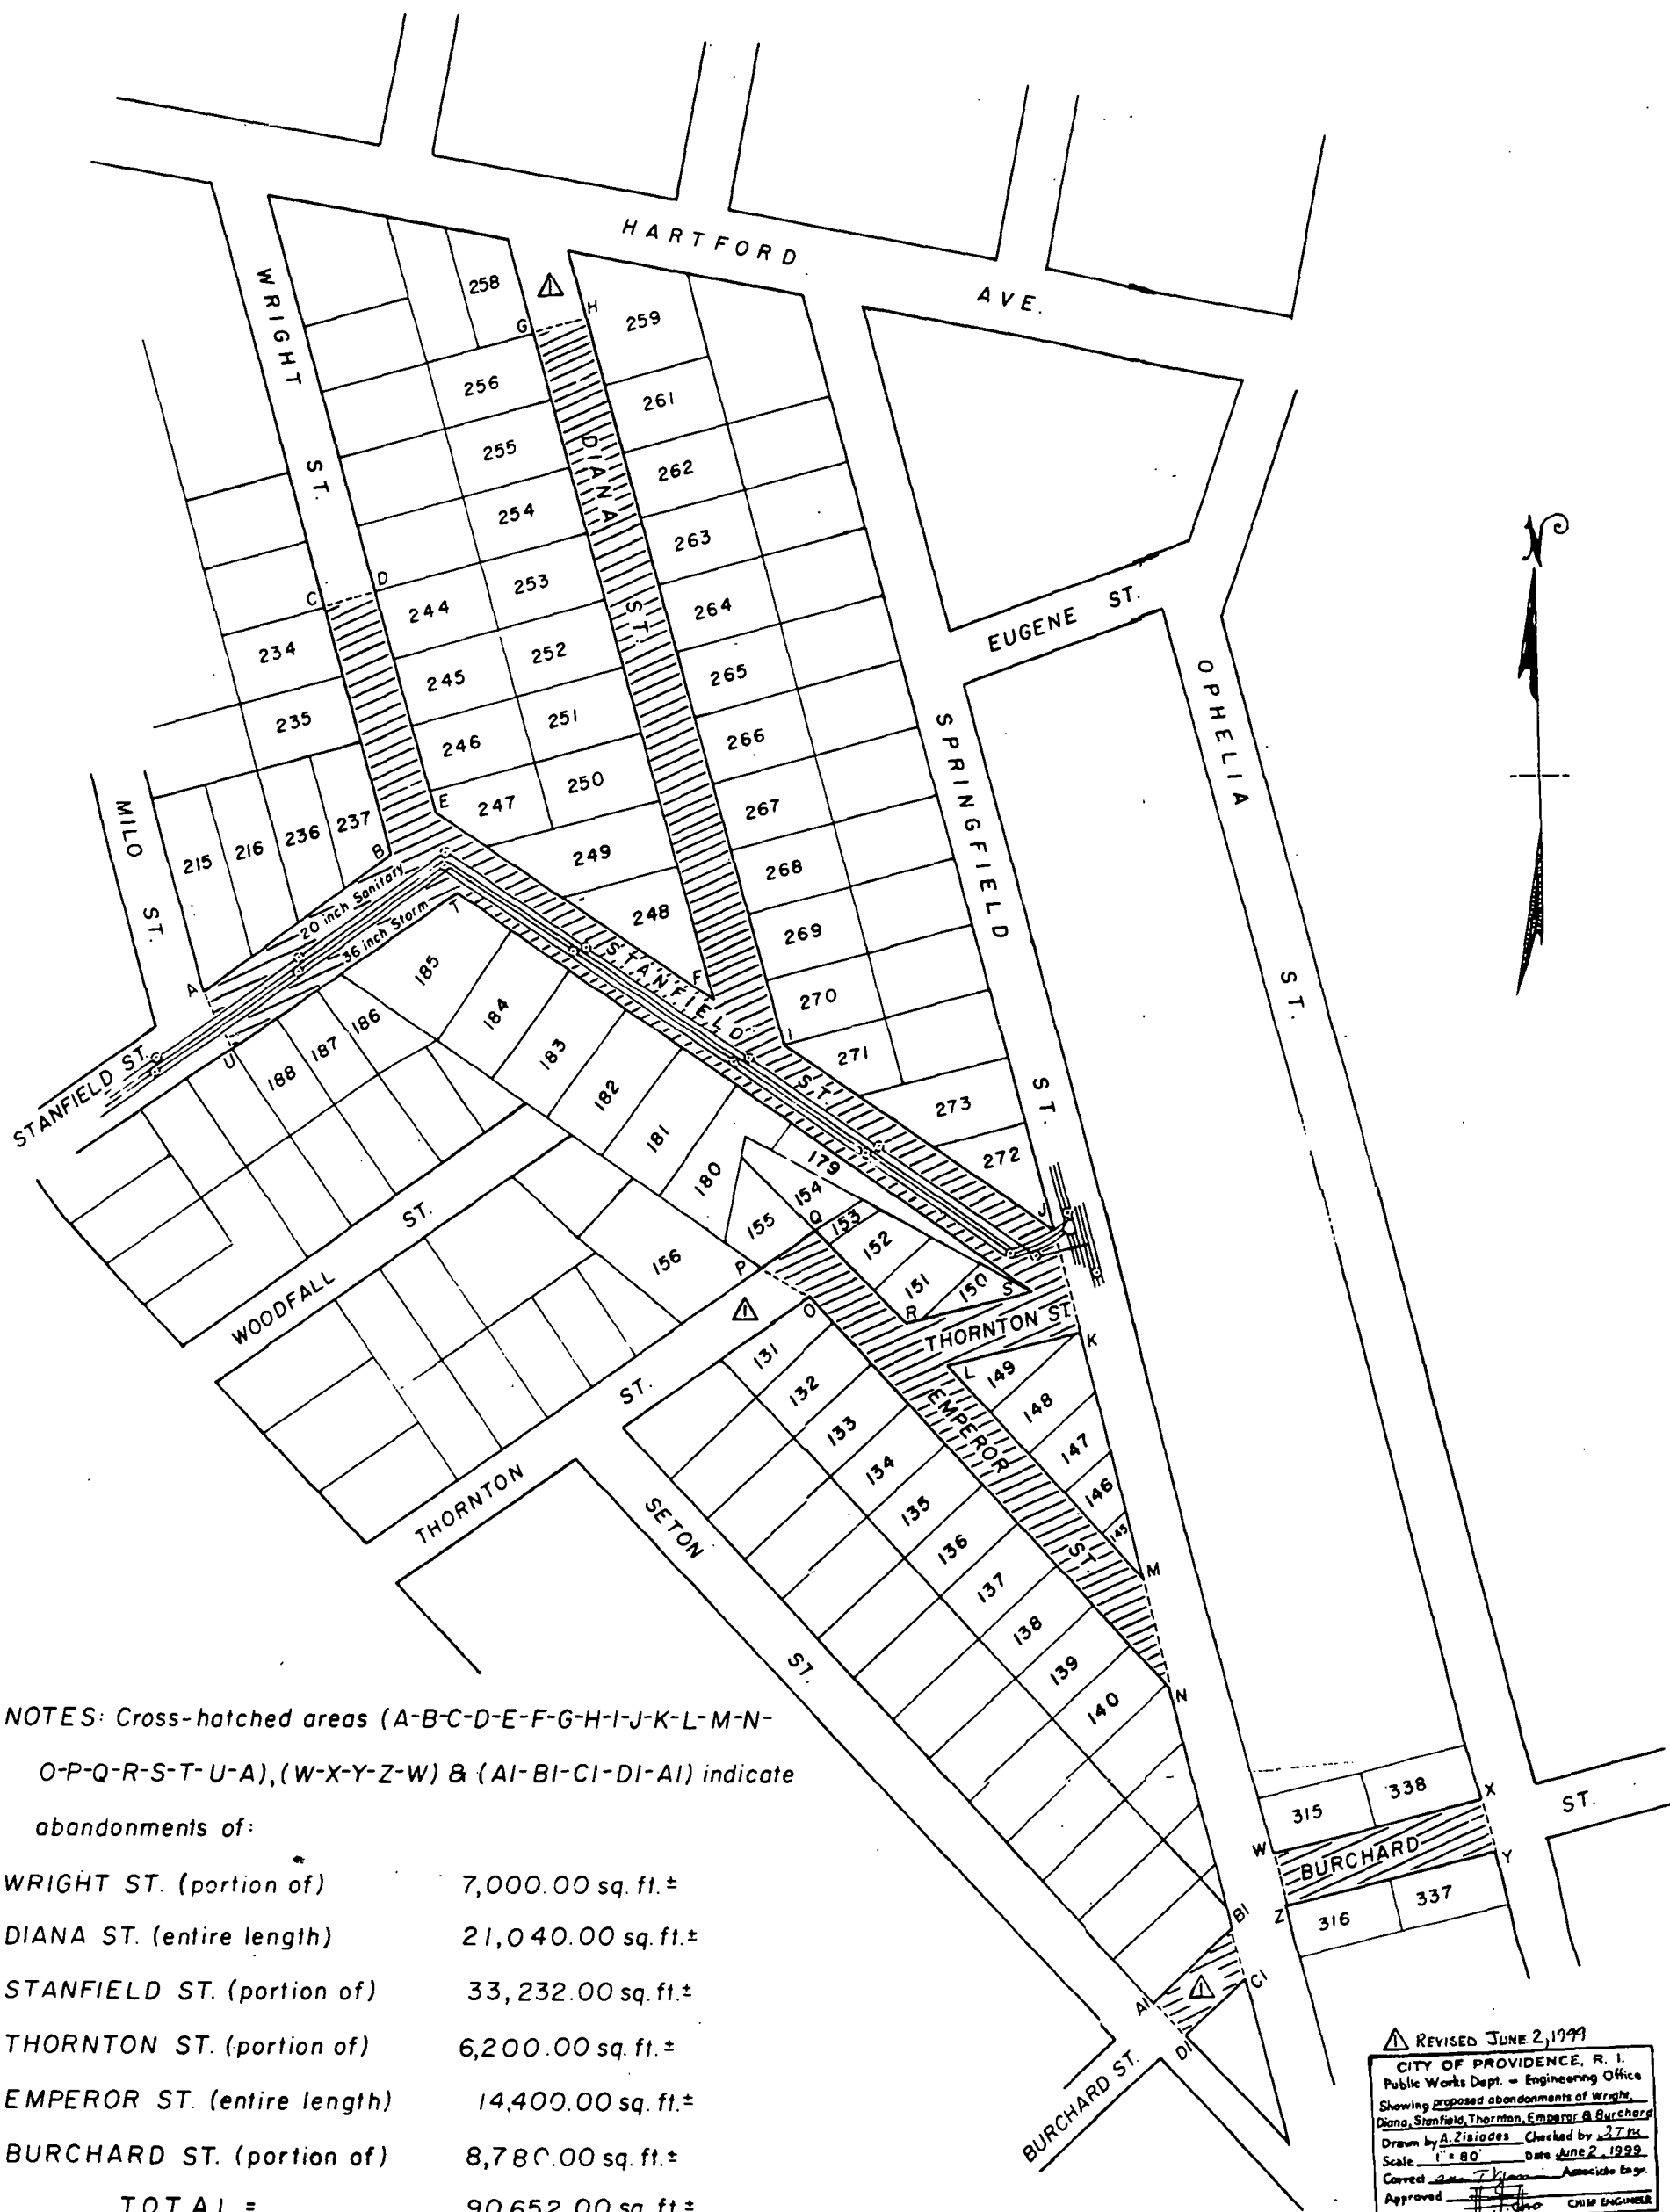 HARTFORD AVE.
WRIGHT ST.
258
H
G
259
256
261
255
DIANA ST.
262
254
263
D
C
253
244
264
EUGENE ST.
234
252
245
265
OPHELIA ST.
235
251
246
266
SPRINGFIELD ST.
N
E
250
247
267
MILO ST.
237
236
216
215
B
249
268
20 inch Sanitary
36 inch Storm
T
248
269
185
STANFIELD ST.
F
A
270
184
186
I
187
183
271
STANFIELD ST.
U
188
182
273
181
272
179
180
154
J
WOODFALL ST.
Q
153
155
152
156
P
151
150
S
1
O
R
THORNTON ST.
K
131
L
149
132
148
THORNTON ST.
EMPEROR ST.
133
147
134
146
135
145
SETON ST.
136
M
137
138
139
N
140
338
X
315
ST.
W
BURCHARD
Y
337
Z
316
B1
C1
1
A1
D1
BURCHARD ST.
NOTES: Cross-hatched areas (A-B-C-D-E-F-G-H-I-J-K-L-M-N-
O-P-Q-R-S-T-U-A), (W-X-Y-Z-W) & (A1-B1-C1-D1-A1) indicate
abandonments of:
WRIGHT ST. (portion of) 7,000.00 sq. ft. ±
DIANA ST. (entire length) 21,040.00 sq. ft. ±
STANFIELD ST. (portion of) 33,232.00 sq. ft. ±
THORNTON ST. (portion of) 6,200.00 sq. ft. ±
EMPEROR ST. (entire length) 14,400.00 sq. ft. ±
BURCHARD ST. (portion of) 8,780.00 sq. ft. ±
TOTAL = 90,652.00 sq. ft. ±
1 REVISED JUNE 2, 1999
CITY OF PROVIDENCE, R. I.
Public Works Dept. - Engineering Office
Showing proposed abandonments of Wright,
Diana, Stanfield, Thornton, Emperor & Burchard
Drawn by A. Zisiades Checked by
Scale 1" = 80' Date June 2, 1999
Correct Associate Engr.
Approved CHIEF ENGINEER